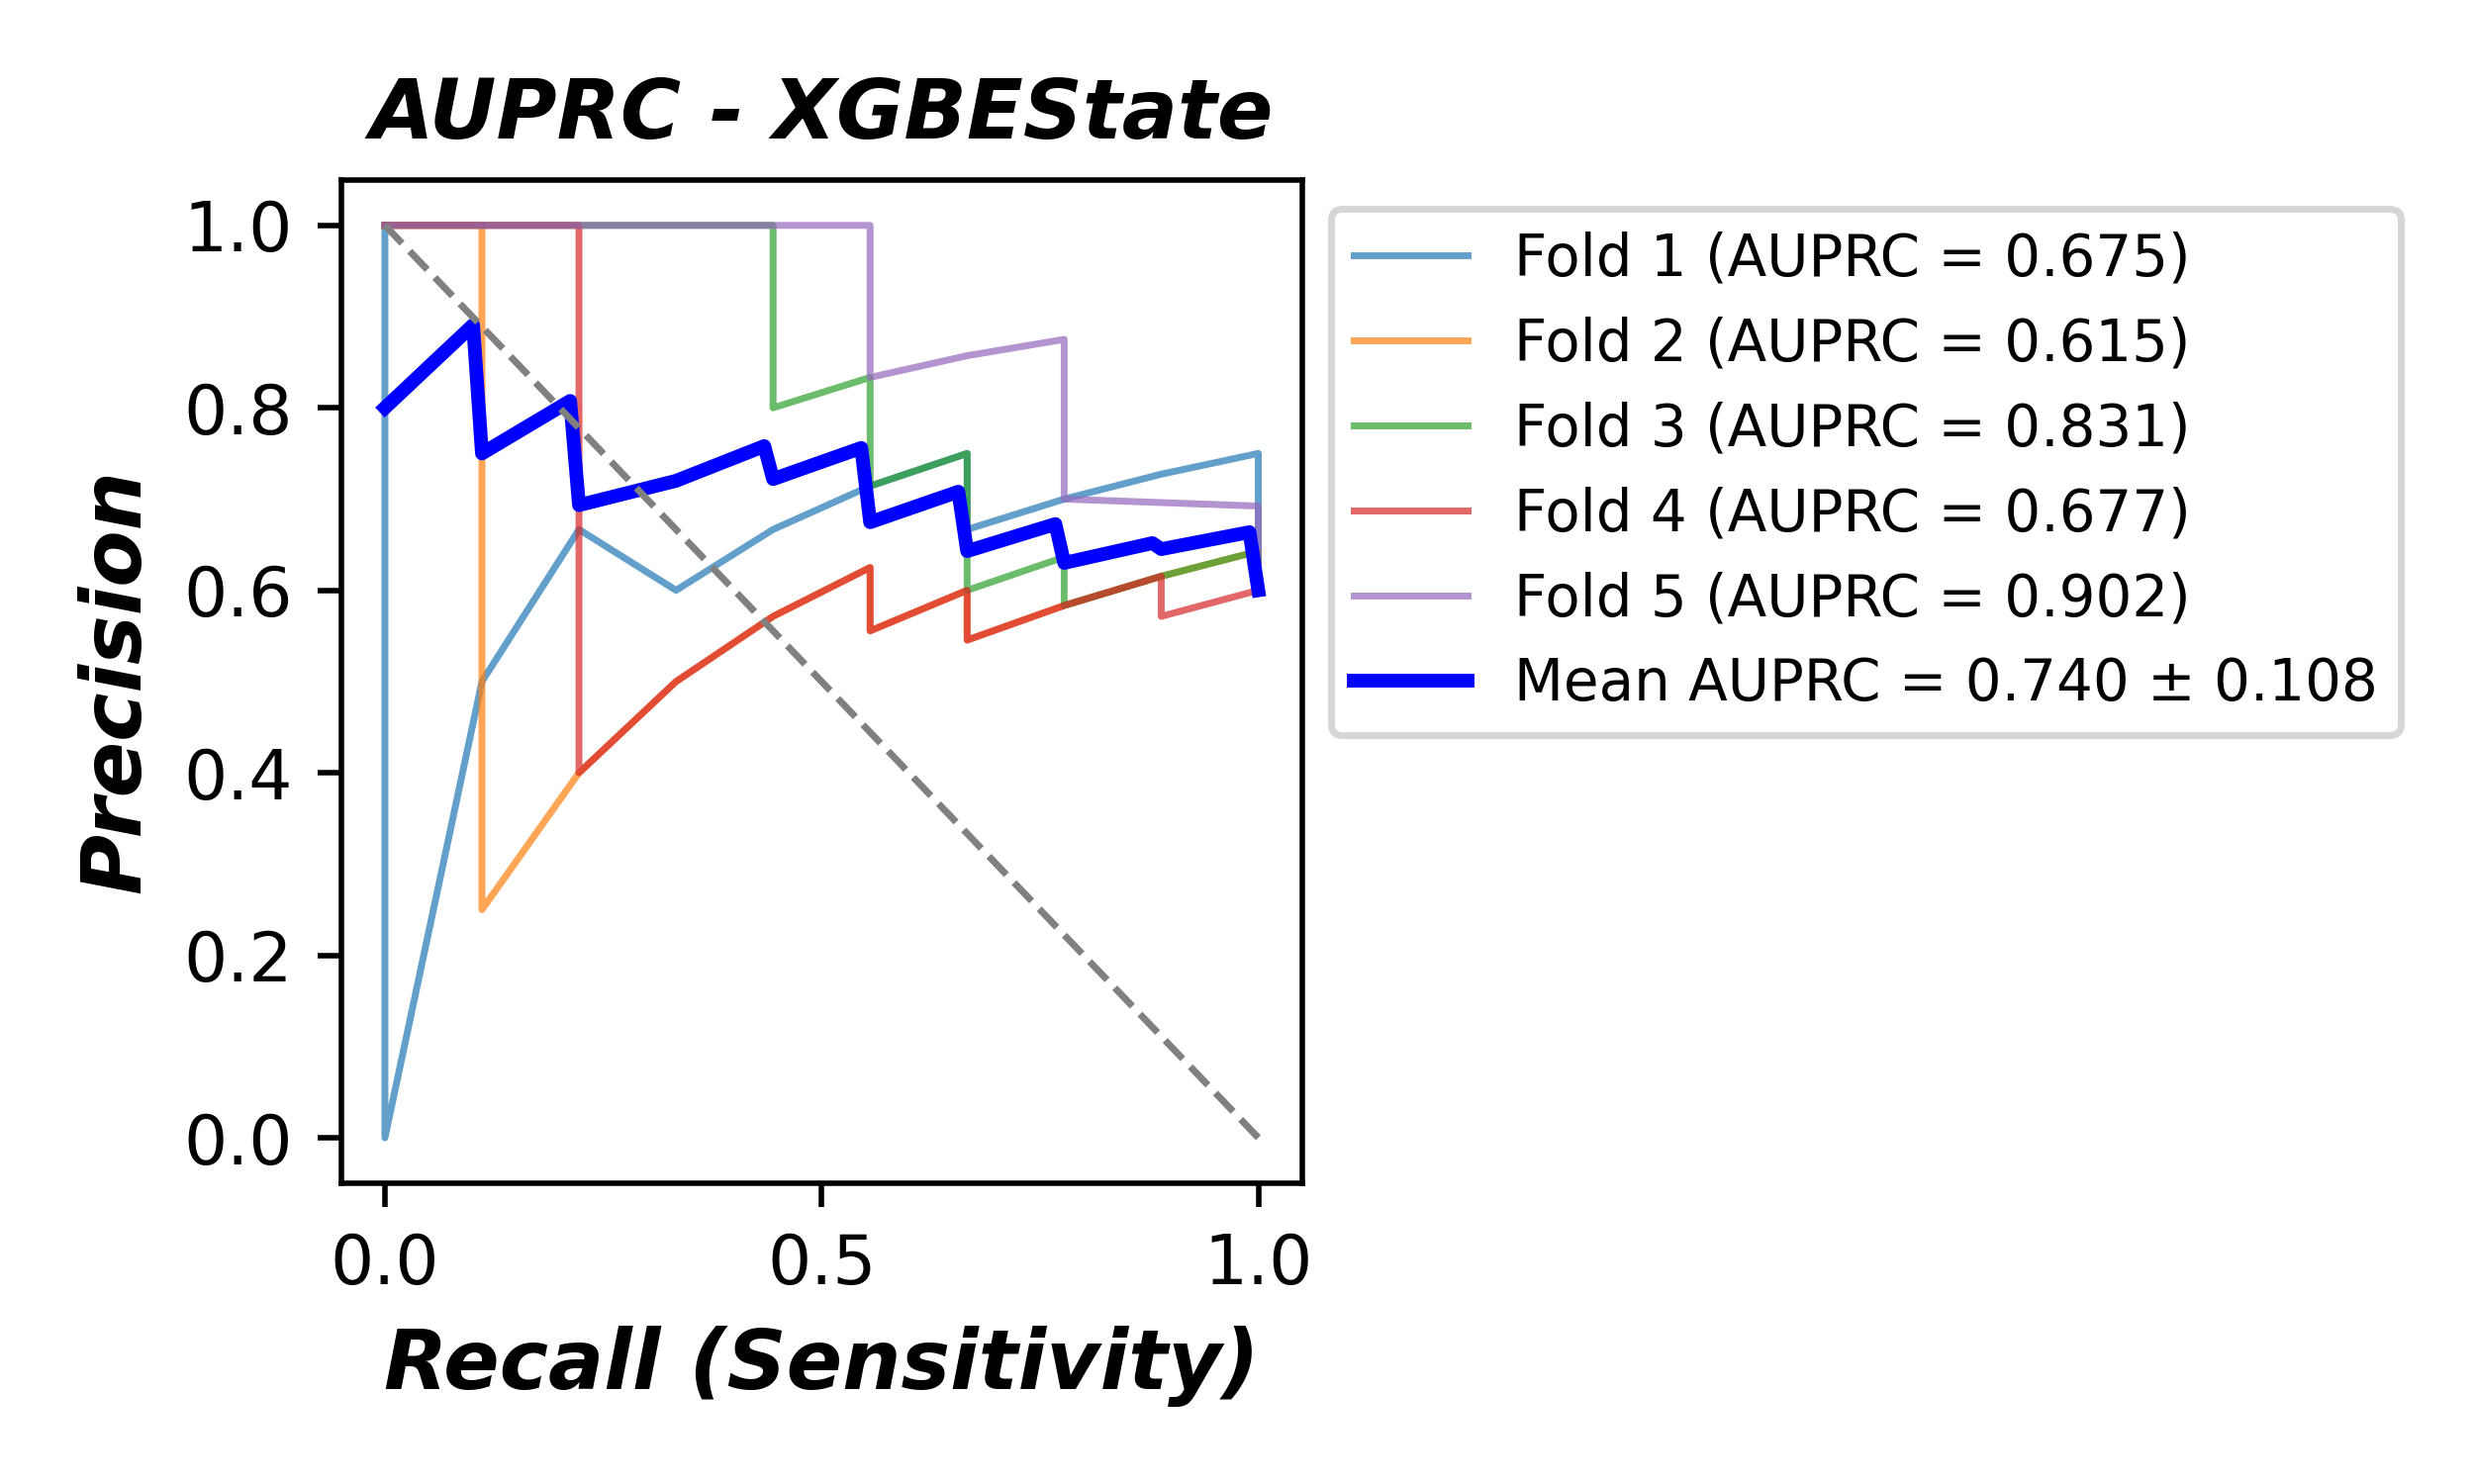 AUPRC - XGBEState
1.0
0.8
0.6
0.4
0.2
0.0
Precision
0.0 0.5 1.0
Recall (Sensitivity)
Fold 1 (AUPRC = 0.675)
Fold 2 (AUPRC = 0.615)
Fold 3 (AUPRC = 0.831)
Fold 4 (AUPRC = 0.677)
Fold 5 (AUPRC = 0.902)
Mean AUPRC = 0.740 ± 0.108